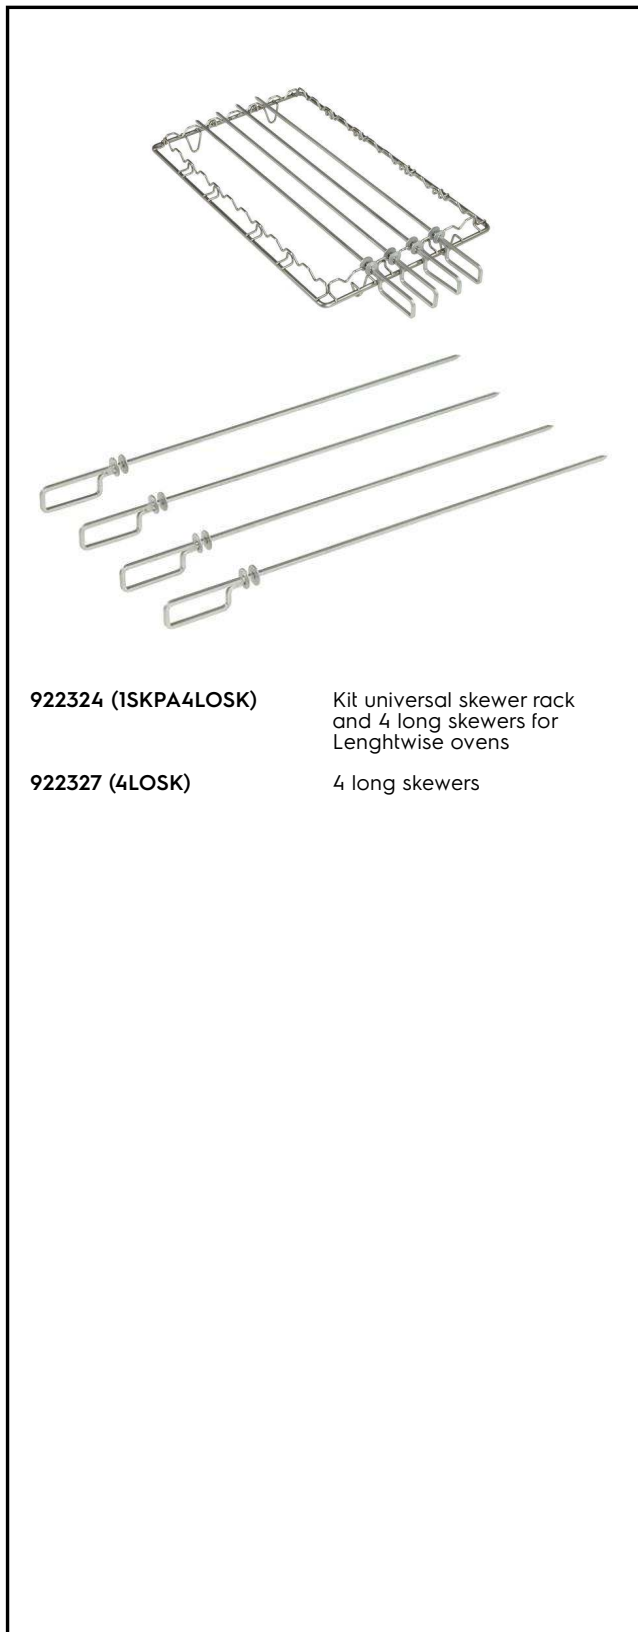 922324 (1SKPA4LOSK) Kit universal skewer rack
and 4 long skewers for
Lenghtwise ovens
922327 (4LOSK) 4 long skewers